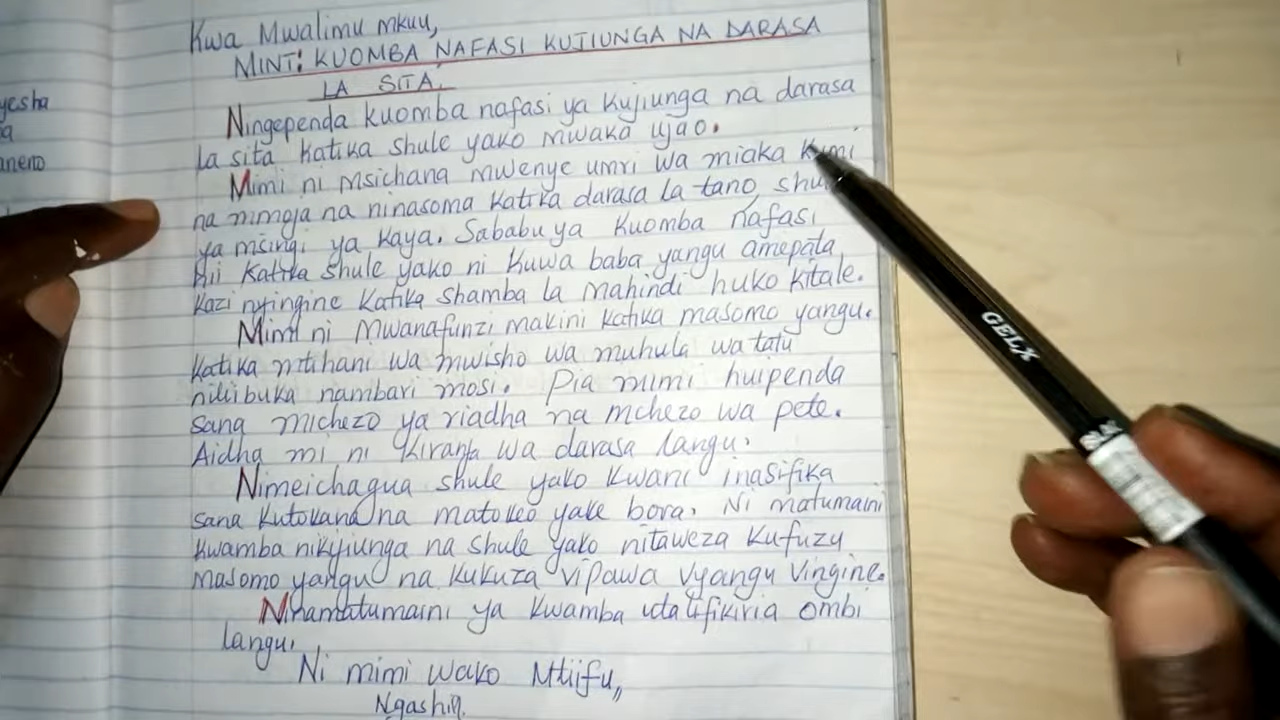 Kwa Mwalimu mkuu,
MINT: KUOMBA NAFASI KUJIUNGA NA DARASA
LA SITA.
Ningependa kuomba nafasi ya kujiunga na darasa
la sita katika shule yako mwaka ujao.
Mimi ni msichana mwenye umri wa miaka kumi
na mmoja na ninasoma katika darasa la tano, shule
ya msingi ya kaya. Sababu ya kuomba nafasi
hii katika shule yako ni kuwa baba yangu amepata
kazi nyingine katika shamba la mahindi huko kitale.
Mimi ni mwanafunzi makini katika masomo yangu.
Katika mtihani wa mwisho wa muhula wa tatu
niliibuka nambari mosi. Pia mimi huipenda
sang michezo ya riadha na mchezo wa pete.
Aidha mi ni kiranja wa darasa langu.
Nimeichagua shule yako kwani inasifika
sana kutokana na matokeo yake bora. Ni matumaini
kwamba nikijiunga na shule yako nitaweza kufuzu
masomo yangu na kukuza vipawa vyangu vingine.
Ninamatumaini ya kwamba utalifikiria ombi
langu.
Ni mimi wako Mtiifu,,
yesha
a
aneno
GELX